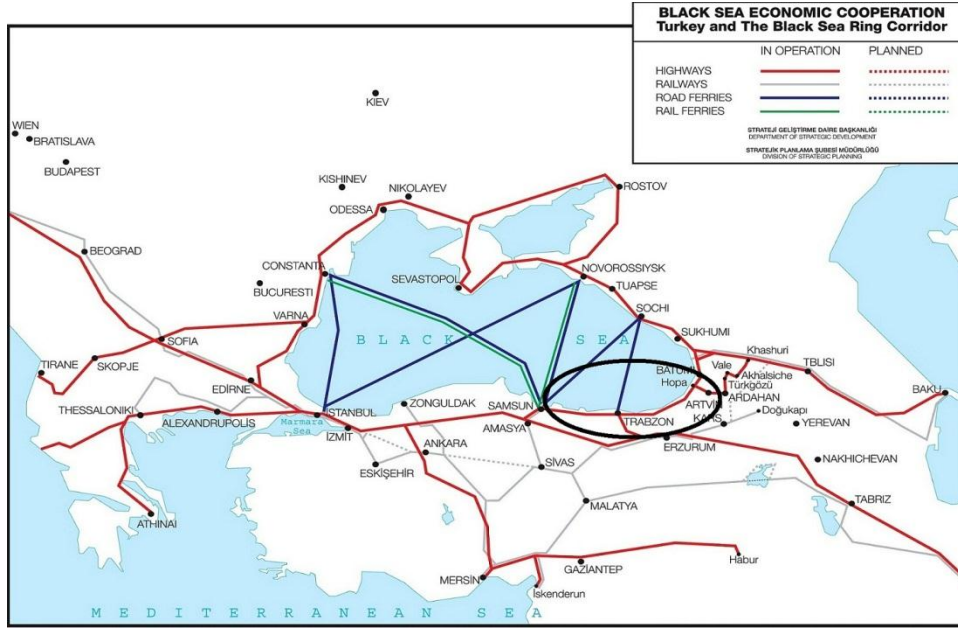 BLACK SEA ECONOMIC COOPERATION
Turkey and The Black Sea Ring Corridor
IN OPERATION PLANNED
HIGHWAYS
RAILWAYS
ROAD FERRIES
RAIL FERRIES
STRATEJİ GELİŞTİRME DAİRE BAŞKANLIĞI
DEPARTMENT OF STRATEGIC DEVELOPMENT
STRATEJİK PLANLAMA ŞUBESİ MÜDÜRLÜĞÜ
DIVISION OF STRATEGIC PLANNING
KIEV
WIEN
BRATISLAVA
BUDAPEST
KISHINEV
NIKOLAYEV
ROSTOV
ODESSA
BEOGRAD
CONSTANTA
SEVASTOPOL
NOVOROSSIYSK
BUCURESTI
TUAPSE
VARNA
SOCHI
SOFIA
BLACK SEA
SUKHUMI
TIRANE
SKOPJE
Khashuri
BATUMI
Vale
TBLISI
Akhalsiche
EDİRNE
Hopa
Türkgözü
BAKU
ARTVİN
ARDAHAN
THESSALONIKI
ZONGULDAK
SAMSUN
Doğukapı
ALEXANDRUPOLİS
İSTANBUL
Marmara
Sea
İZMİT
AMASYA
TRABZON
KARS
YEREVAN
ANKARA
ERZURUM
ESKİŞEHİR
SİVAS
NAKHICHEVAN
MALATYA
TABRIZ
ATHINAI
Habur
GAZİANTEP
MERSİN
İskenderun
MEDITERRANEAN SEA